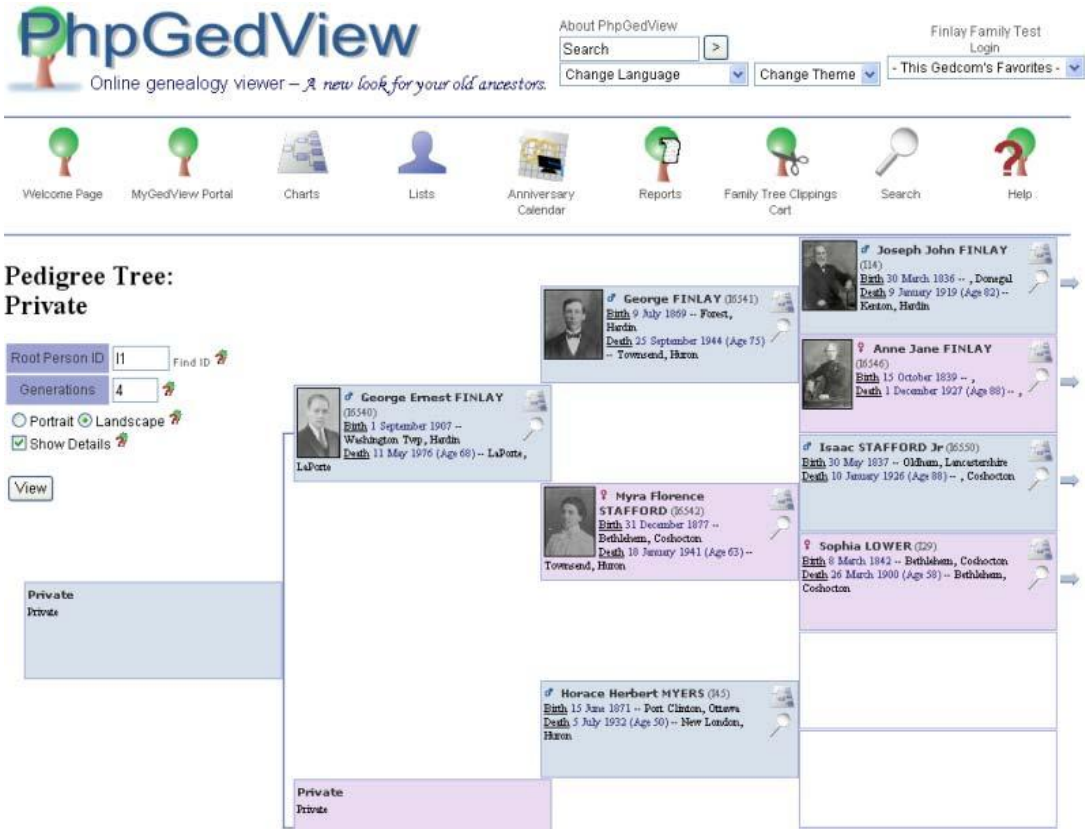 PhpGedView
Online genealogy viewer – A new look for your old ancestors.
About PhpGedView
Search
>
Change Language
Change Theme
Finlay Family Test
Login
- This Gedcom's Favorites -
Welcome Page
MyGedView Portal
Charts
Lists
Anniversary
Calendar
Reports
Family Tree Clippings
Cart
Search
Help
Pedigree Tree:
Private
Root Person ID
I1
Find ID
?
Generations
4
?
Portrait
Landscape
?
Show Details
?
View
Private
Private
♂ George Ernest FINLAY
(I6540)
Birth 1 September 1907 --
Washington Twp, Hardin
Death 11 May 1976 (Age 68) -- LaPorte,
LaPorte
Private
Private
♂ George FINLAY (I6541)
Birth 9 July 1869 -- Forest,
Hardin
Death 25 September 1944 (Age 75)
-- Townsend, Huron
♀ Myra Florence
STAFFORD (I6542)
Birth 31 December 1877 --
Bethlehem, Coshocton
Death 18 January 1941 (Age 63) --
Townsend, Huron
♂ Horace Herbert MYERS (I45)
Birth 15 June 1871 -- Port Clinton, Ottawa
Death 5 July 1932 (Age 50) -- New London,
Huron
♂ Joseph John FINLAY
(I14)
Birth 30 March 1836 -- , Donegal
Death 9 January 1919 (Age 82) --
Kenton, Hardin
♀ Anne Jane FINLAY
(I6546)
Birth 15 October 1839 -- ,
Death 1 December 1927 (Age 88) -- ,
♂ Isaac STAFFORD Jr (I6550)
Birth 30 May 1837 -- Oldham, Lancastershire
Death 10 January 1926 (Age 88) -- , Coshocton
♀ Sophia LOWER (I29)
Birth 8 March 1842 -- Bethlehem, Coshocton
Death 26 March 1900 (Age 58) -- Bethlehem,
Coshocton